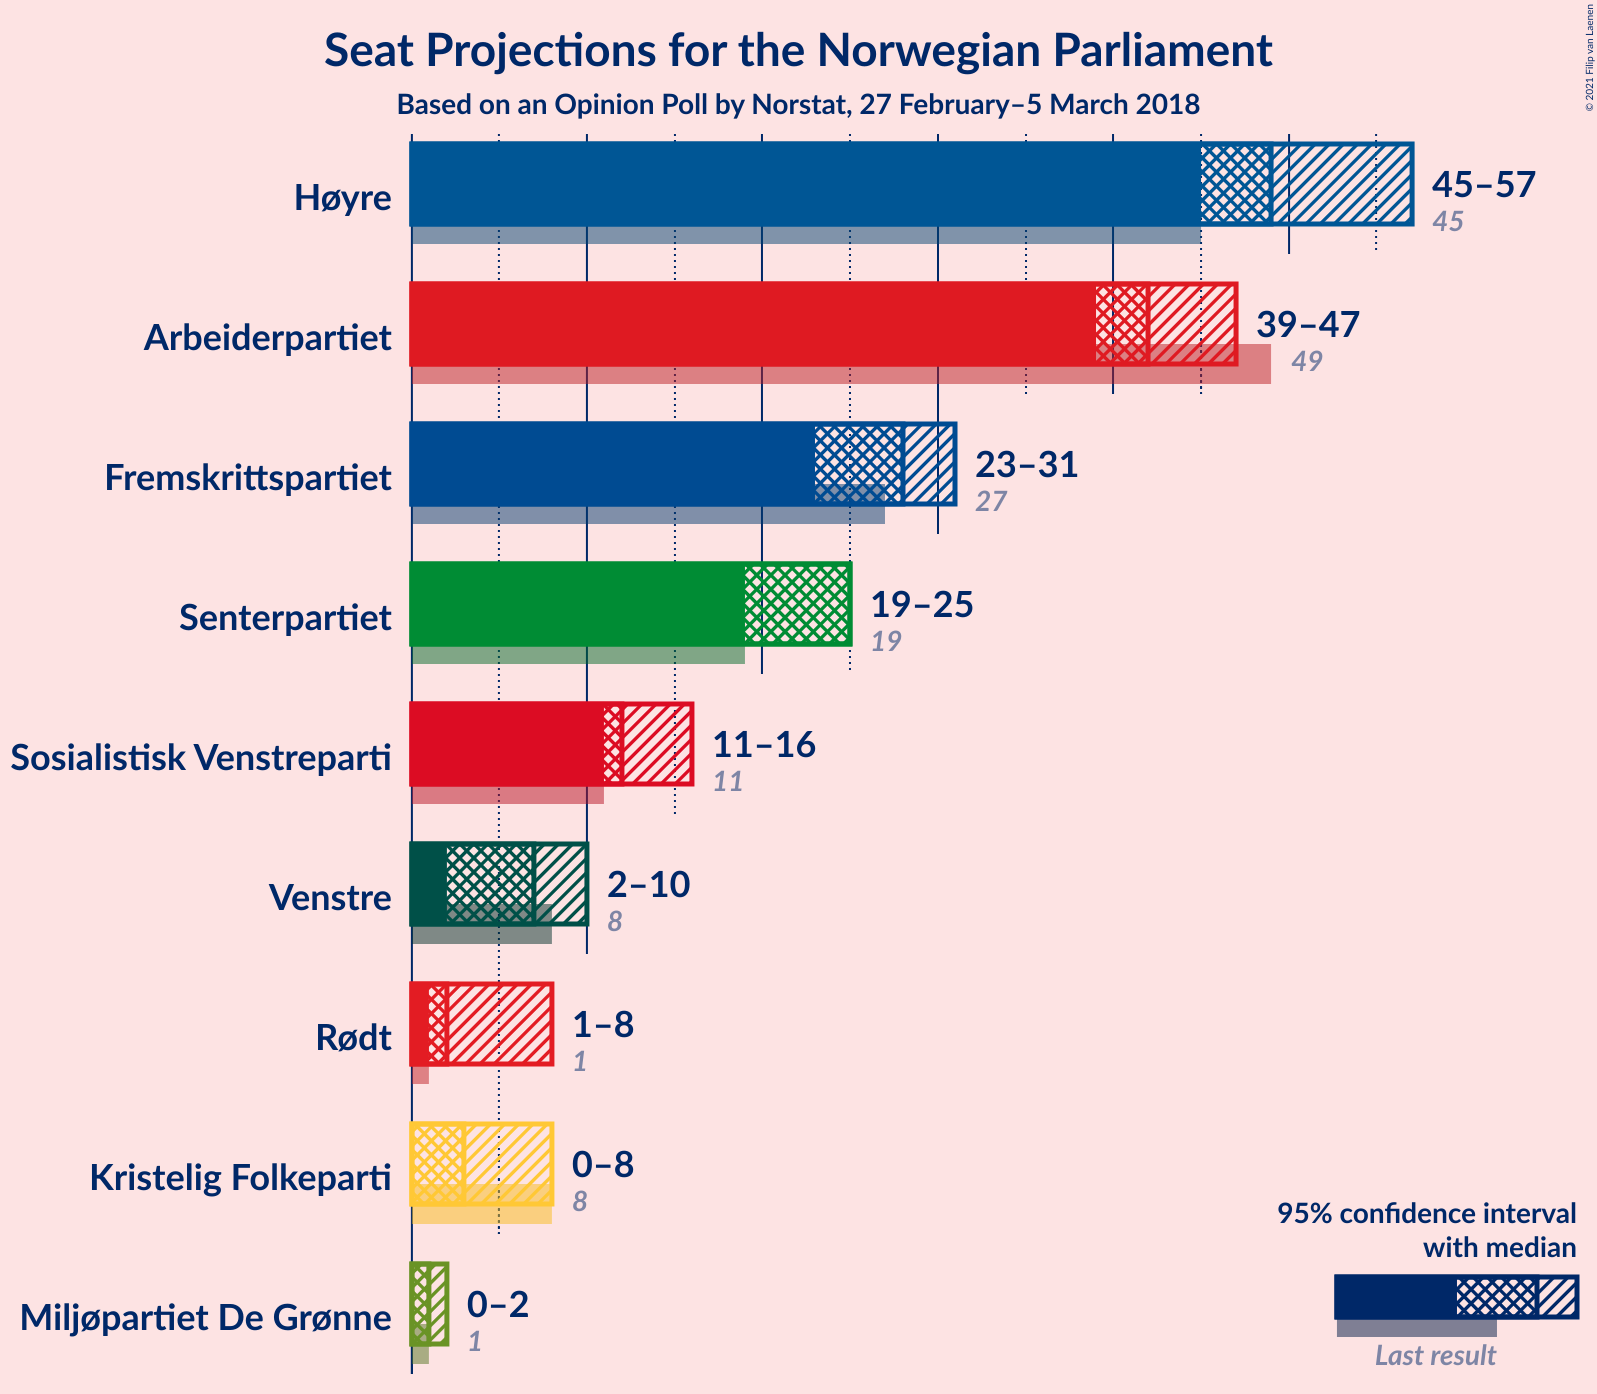 Seat Projections for the Norwegian Parliament
Based on an Opinion Poll by Norstat, 27 February–5 March 2018
© 2021 Filip van Laenen
Høyre
45–57
45
Arbeiderpartiet
39–47
49
Fremskrittspartiet
23–31
27
Senterpartiet
19–25
19
Sosialistisk Venstreparti
11–16
11
Venstre
2–10
8
Rødt
1–8
1
Kristelig Folkeparti
0–8
8
Miljøpartiet De Grønne
0–2
1
95% confidence interval
with median
Last result